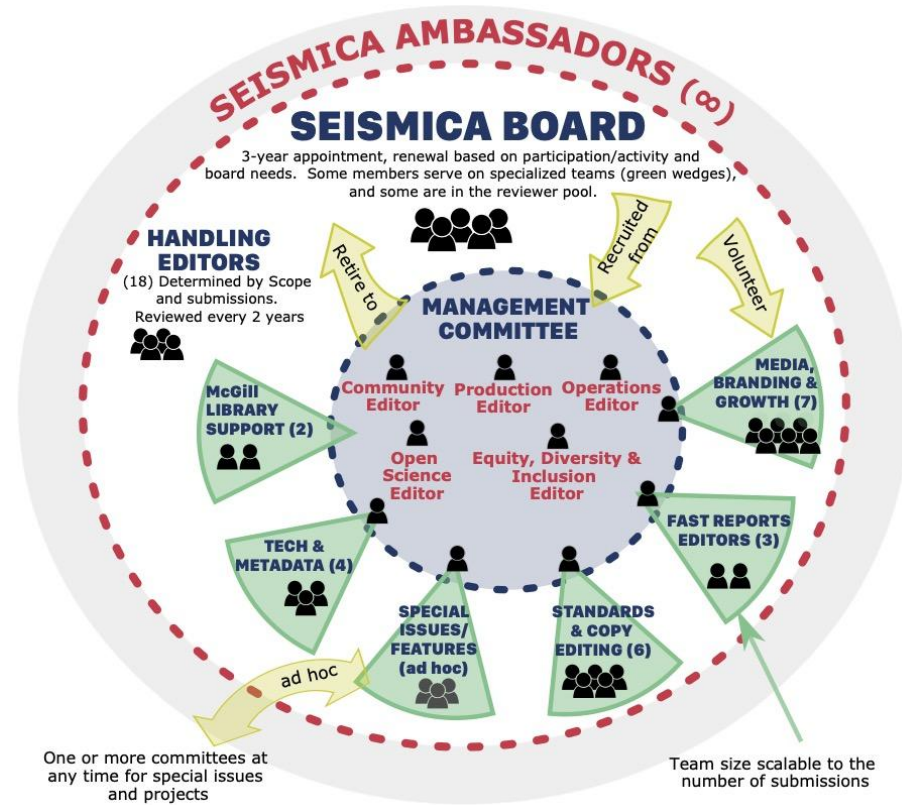 SEISMICA AMBASSADORS (∞)
SEISMICA BOARD
3-year appointment, renewal based on participation/activity and
board needs. Some members serve on specialized teams (green wedges),
and some are in the reviewer pool.
HANDLING
EDITORS
(18) Determined by Scope
and submissions.
Reviewed every 2 years
Retire to
Recruited
from
Volunteer
MANAGEMENT
COMMITTEE
Community
Editor
Production
Editor
Operations
Editor
Open
Science
Editor
Equity, Diversity &
Inclusion
Editor
McGill
LIBRARY
SUPPORT (2)
MEDIA,
BRANDING &
GROWTH (7)
TECH &
METADATA (4)
FAST REPORTS
EDITORS (3)
SPECIAL
ISSUES/
FEATURES
(ad hoc)
STANDARDS
& COPY
EDITING (6)
ad hoc
One or more committees at
any time for special issues
and projects
Team size scalable to the
number of submissions